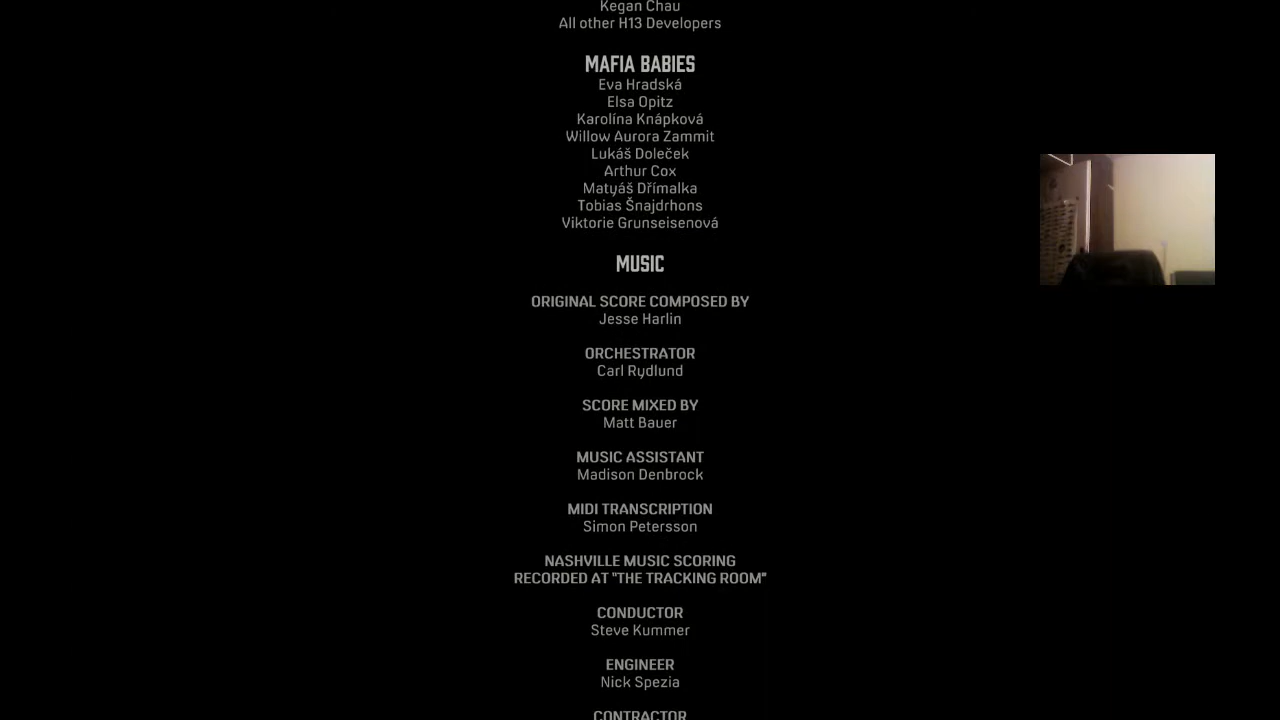 Kegan Chau
All other H13 Developers
MAFIA BABIES
Eva Hradská
Elsa Opitz
Karolína Knápková
Willow Aurora Zammit
Lukáš Doleček
Arthur Cox
Matyáš Dřímalka
Tobias Šnajdrhons
Viktorie Grunseisenová
MUSIC
ORIGINAL SCORE COMPOSED BY
Jesse Harlin
ORCHESTRATOR
Carl Rydlund
SCORE MIXED BY
Matt Bauer
MUSIC ASSISTANT
Madison Denbrock
MIDI TRANSCRIPTION
Simon Petersson
NASHVILLE MUSIC SCORING
RECORDED AT "THE TRACKING ROOM"
CONDUCTOR
Steve Kummer
ENGINEER
Nick Spezia
CONTRACTOR